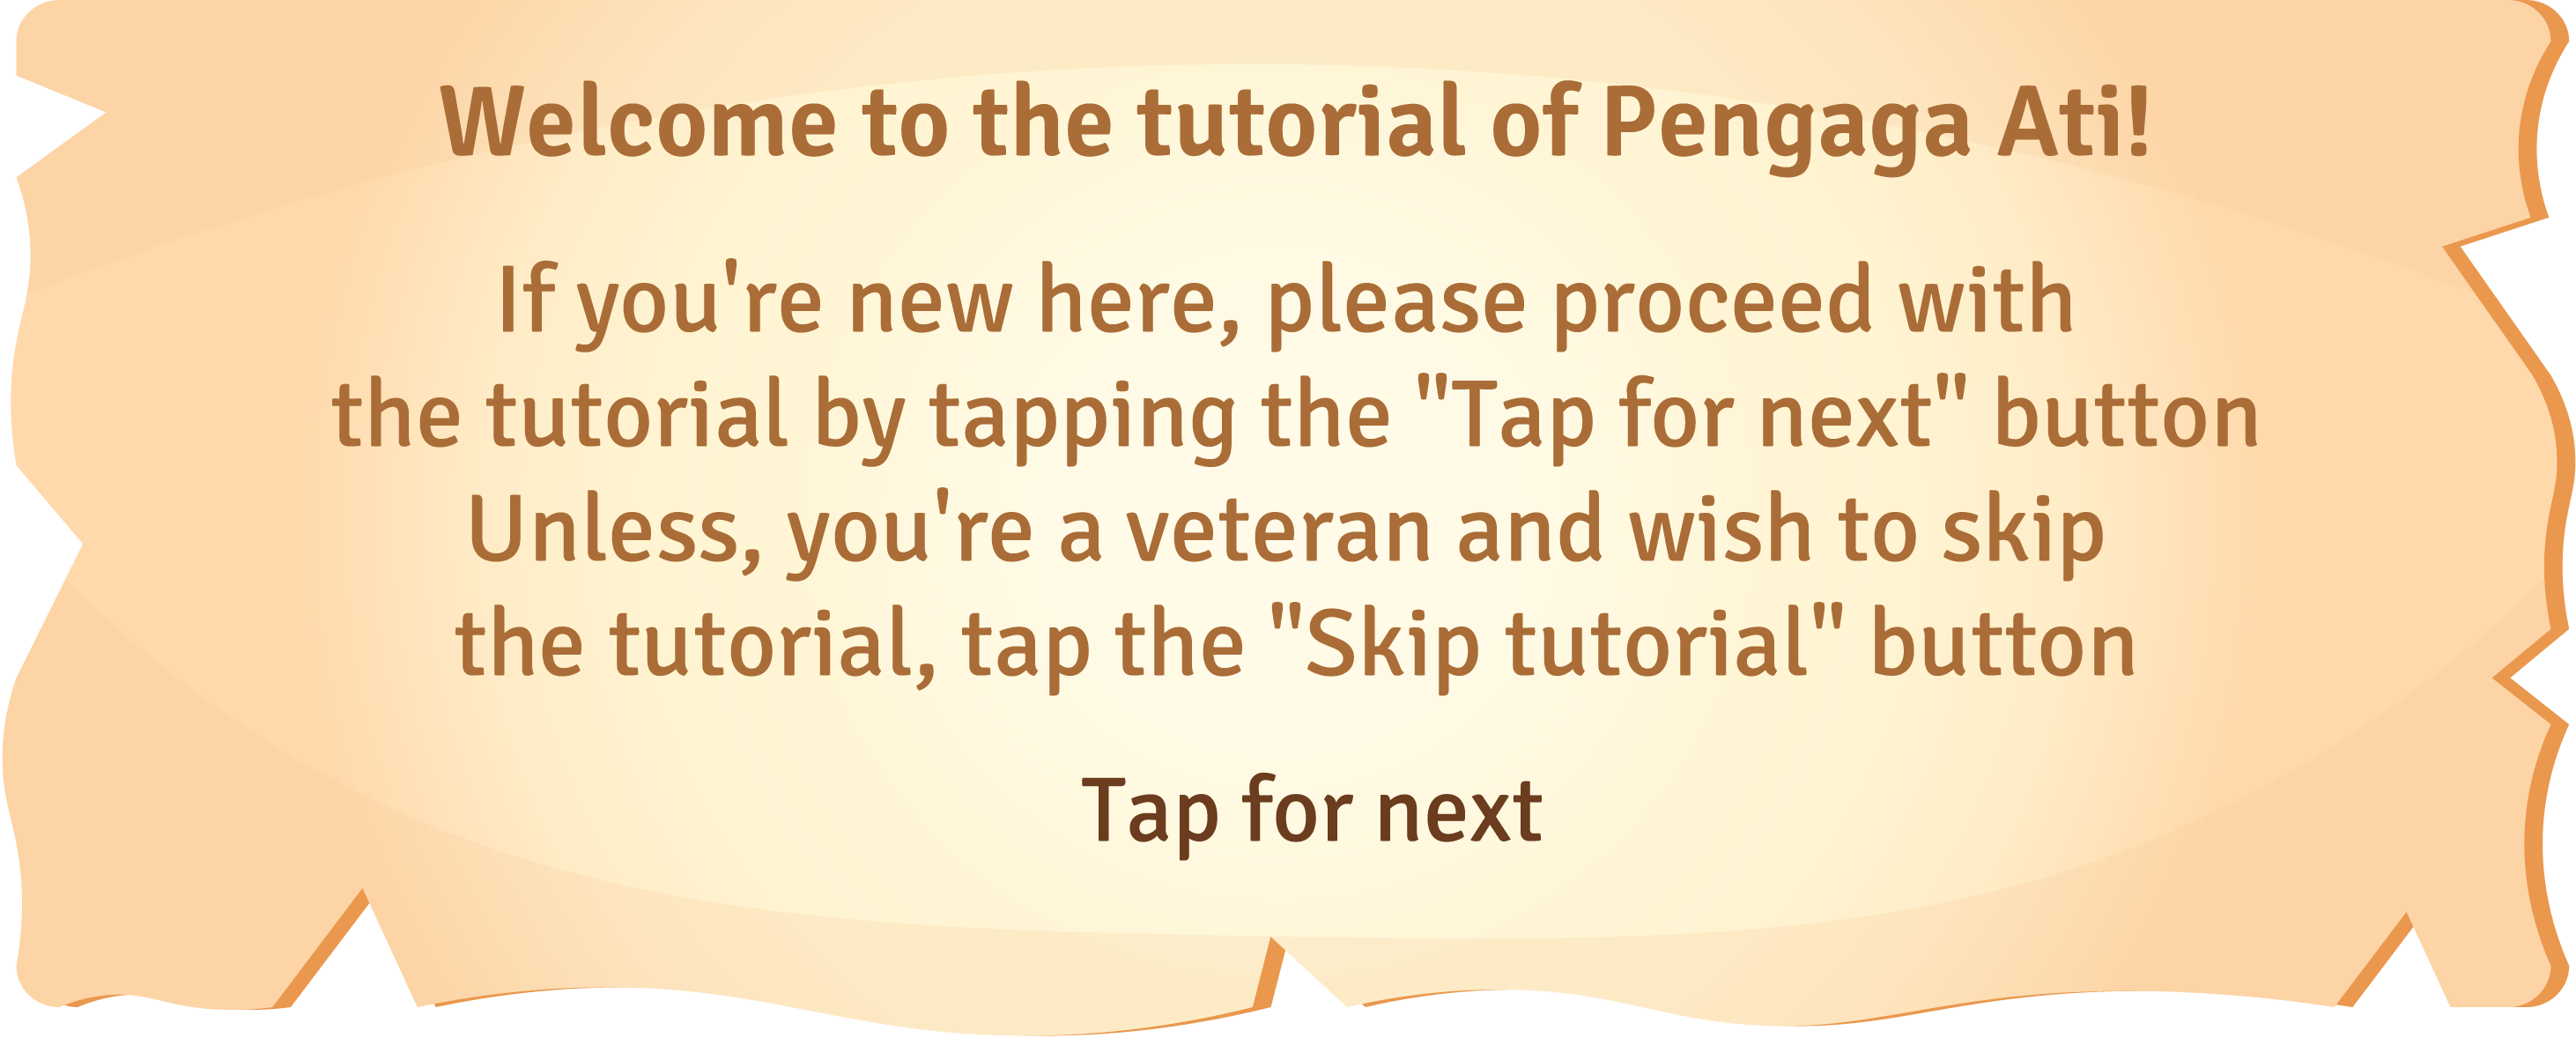 Welcome to the tutorial of Pengaga Ati!
If you're new here, please proceed with
the tutorial by tapping the "Tap for next" button
Unless, you're a veteran and wish to skip
the tutorial, tap the "Skip tutorial" button
Tap for next